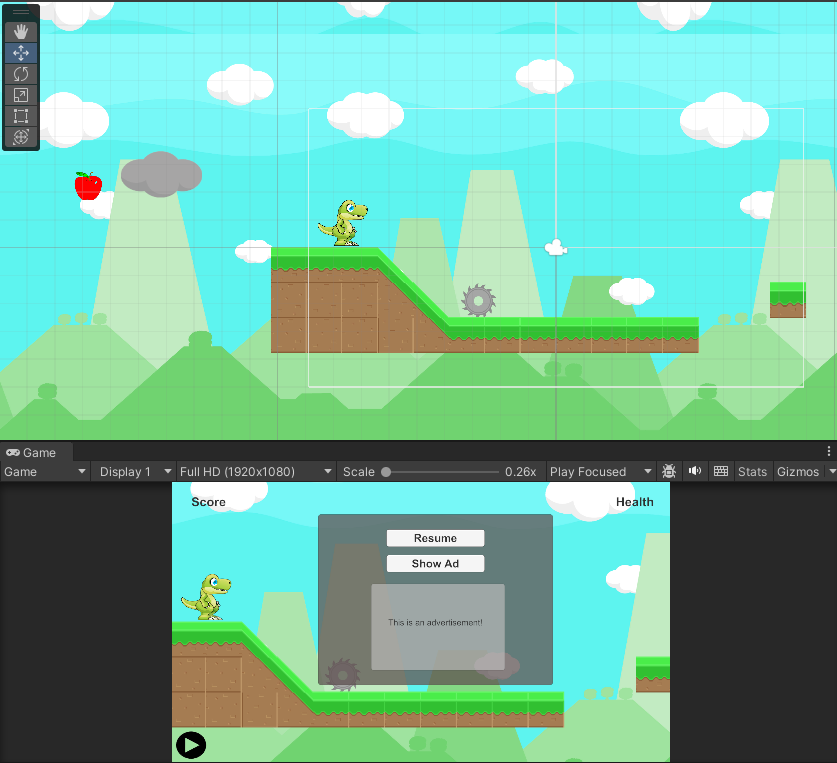 Game
Game Display 1 Full HD (1920x1080) Scale 0.26x Play Focused Stats Gizmos
Score Health
Resume
Show Ad
This is an advertisement!